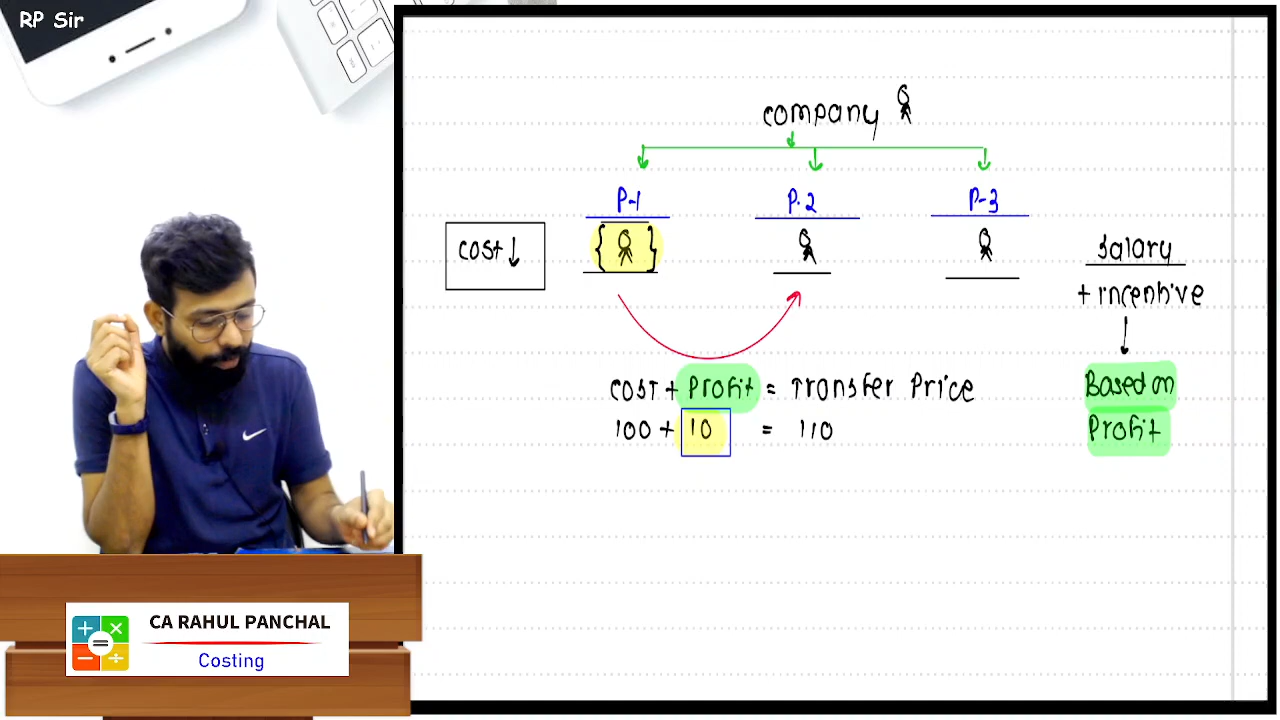 RP Sir
company
P-1 P.2 P-3
cost ↓ { } Salary
+ incentive
cost + Profit = Transfer Price Based on
100 + 10 = 110 Profit
CA RAHUL PANCHAL
Costing